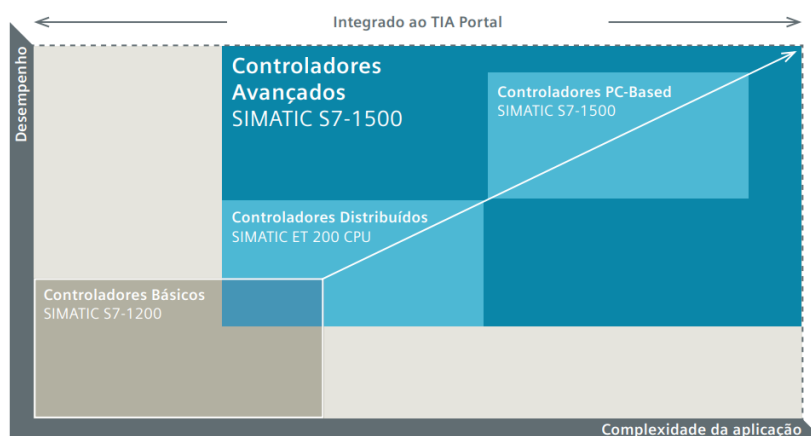 Integrado ao TIA Portal
Desempenho
Controladores
Avançados
SIMATIC S7-1500
Controladores PC-Based
SIMATIC S7-1500
Controladores Distribuídos
SIMATIC ET 200 CPU
Controladores Básicos
SIMATIC S7-1200
Complexidade da aplicação